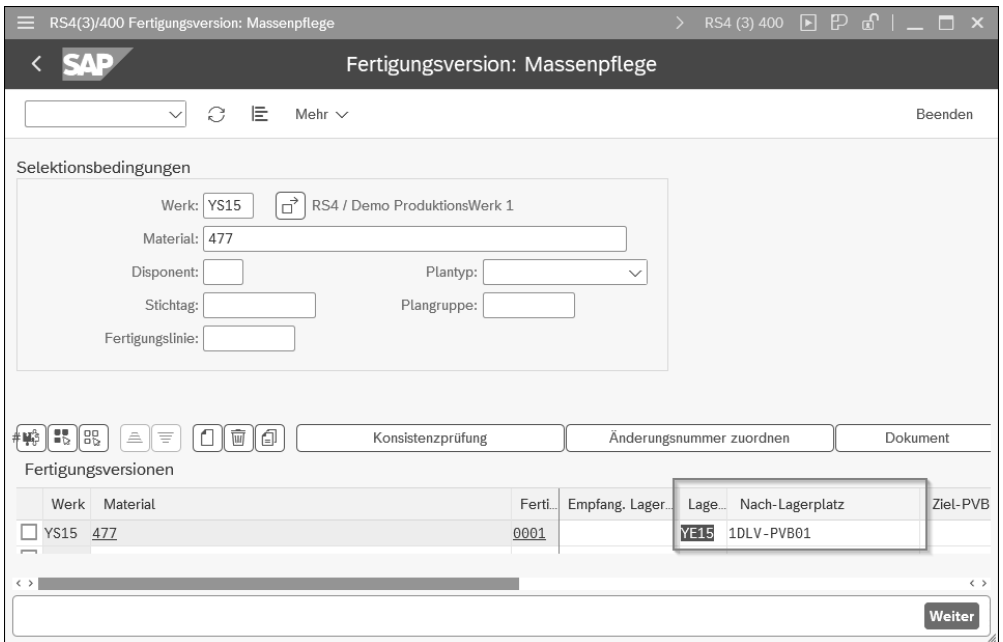 RS4(3)/400 Fertigungsversion: Massenpflege RS4 (3) 400
SAP Fertigungsversion: Massenpflege
Mehr Beenden
Selektionsbedingungen
Werk: YS15 RS4 / Demo ProduktionsWerk 1
Material: 477
Disponent: Plantyp:
Stichtag: Plangruppe:
Fertigungslinie:
Konsistenzprüfung Änderungsnummer zuordnen Dokument
Fertigungsversionen
Werk Material Ferti... Empfang. Lager... Lage... Nach-Lagerplatz Ziel-PVB
YS15 477 0001 YE15 1DLV-PVB01
Weiter